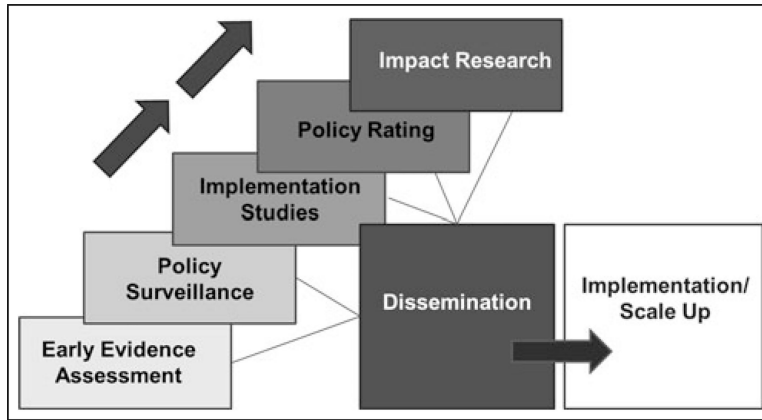 Impact Research
Policy Rating
Implementation
Studies
Policy
Surveillance
Early Evidence
Assessment
Dissemination
Implementation/
Scale Up